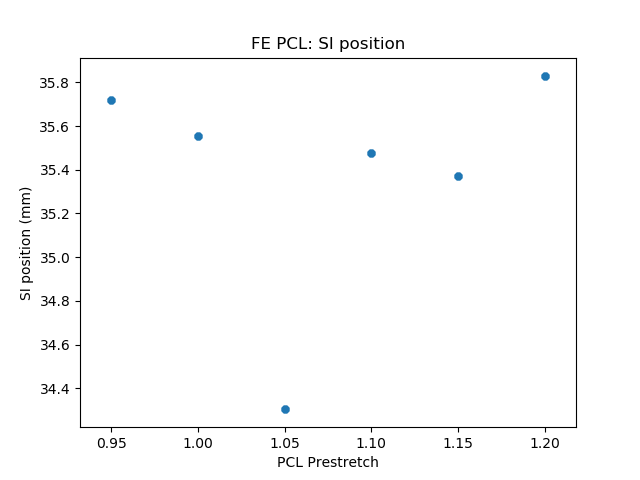 FE PCL: SI position
35.8
35.6
35.4
35.2
35.0
34.8
34.6
34.4
SI position (mm)
0.95 1.00 1.05 1.10 1.15 1.20
PCL Prestretch